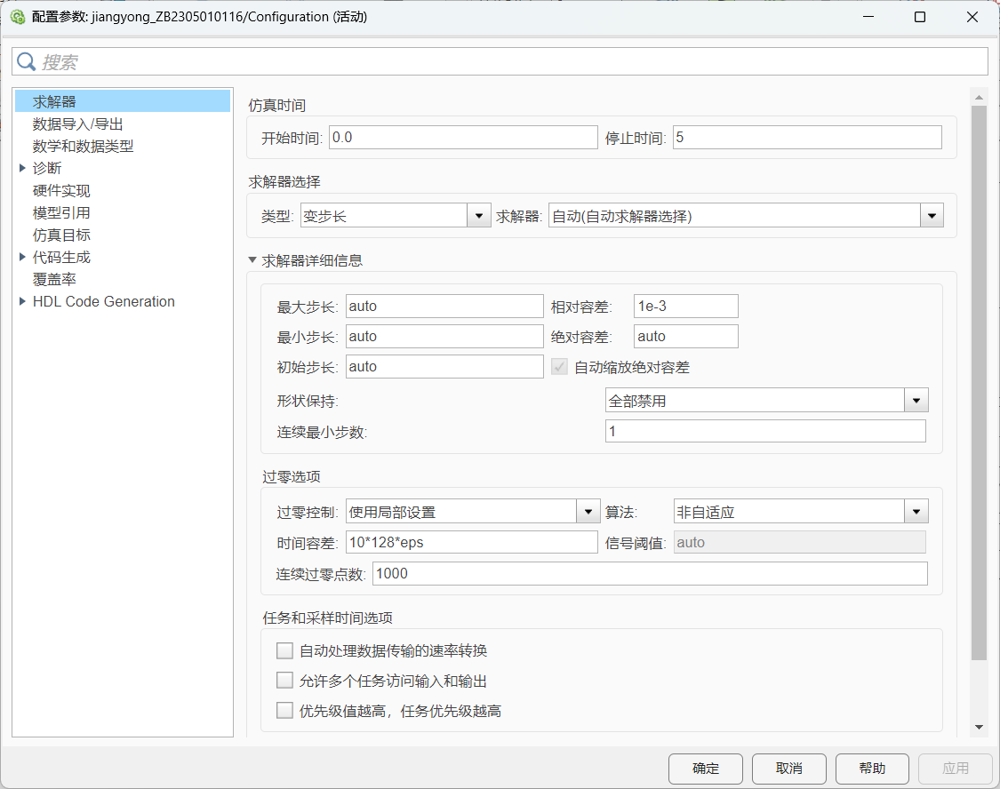 配置参数: jiangyong_ZB2305010116/Configuration (活动)
搜索
求解器
数据导入/导出
数学和数据类型
诊断
硬件实现
模型引用
仿真目标
代码生成
覆盖率
HDL Code Generation
仿真时间
开始时间: 0.0 停止时间: 5
求解器选择
类型: 变步长 求解器: 自动(自动求解器选择)
求解器详细信息
最大步长: auto 相对容差: 1e-3
最小步长: auto 绝对容差: auto
初始步长: auto 自动缩放绝对容差
形状保持: 全部禁用
连续最小步数: 1
过零选项
过零控制: 使用局部设置 算法: 非自适应
时间容差: 10*128*eps 信号阈值: auto
连续过零点数: 1000
任务和采样时间选项
自动处理数据传输的速率转换
允许多个任务访问输入和输出
优先级值越高，任务优先级越高
确定 取消 帮助 应用